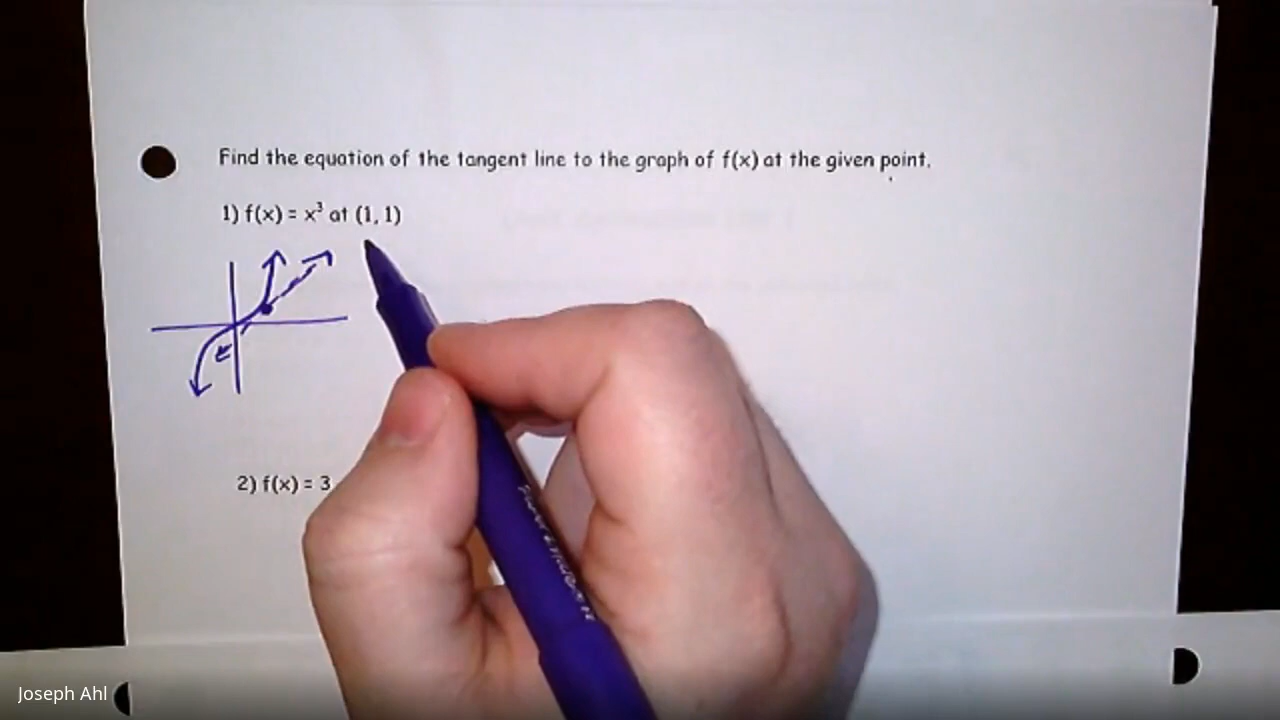 Find the equation of the tangent line to the graph of f(x) at the given point.
1) f(x) = x³ at (1, 1)
2) f(x) = 3
Joseph Ahl